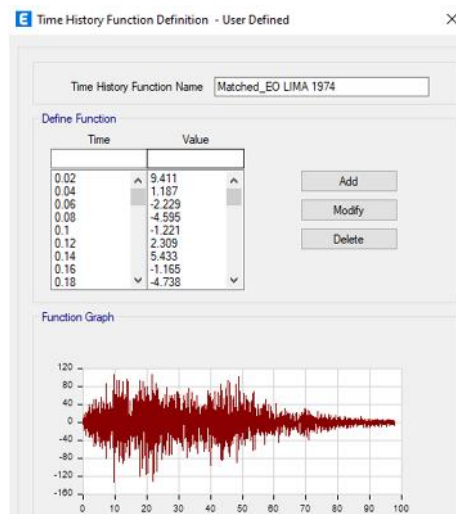 E Time History Function Definition - User Defined
Time History Function Name Matched_EO LIMA 1974
Define Function
Time Value
0.02 9.411
0.04 1.187
0.06 -2.229
0.08 -4.595
0.1 -1.221
0.12 2.309
0.14 5.433
0.16 -1.165
0.18 -4.738
Add
Modify
Delete
Function Graph
120
80
40
0
-40
-80
-120
-160
0 10 20 30 40 50 60 70 80 90 100